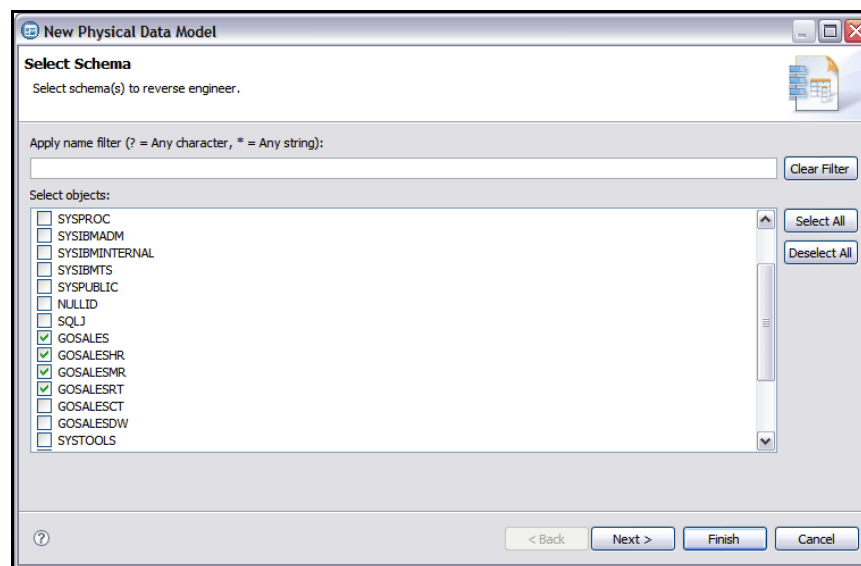 New Physical Data Model
Select Schema
Select schema(s) to reverse engineer.
Apply name filter (? = Any character, * = Any string):
Clear Filter
Select objects:
SYSPROC
SYSIBMADM
SYSIBMINTERNAL
SYSIBMTS
SYSPUBLIC
NULLID
SQLJ
GOSALES
GOSALESHR
GOSALESMR
GOSALESRT
GOSALESCT
GOSALESDW
SYSTOOLS
Select All
Deselect All
?
< Back
Next >
Finish
Cancel